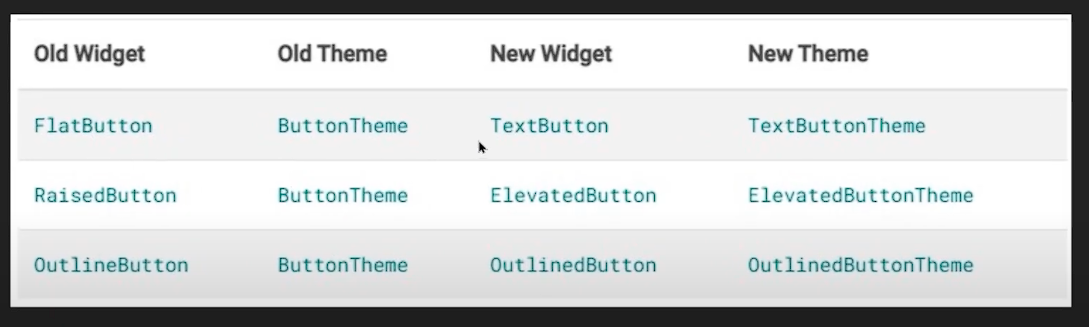 Old Widget Old Theme New Widget New Theme
FlatButton ButtonTheme TextButton TextButtonTheme
RaisedButton ButtonTheme ElevatedButton ElevatedButtonTheme
OutlineButton ButtonTheme OutlinedButton OutlinedButtonTheme